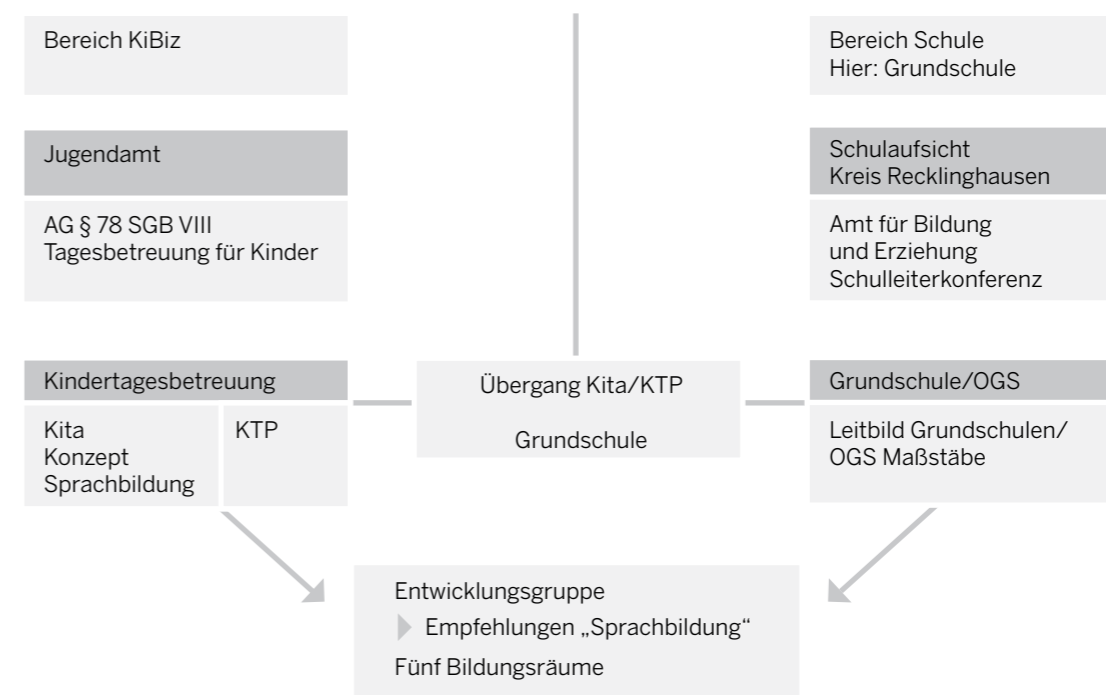 Bereich KiBiz
Bereich Schule
Hier: Grundschule
Jugendamt
Schulaufsicht
Kreis Recklinghausen
AG § 78 SGB VIII
Tagesbetreuung für Kinder
Amt für Bildung
und Erziehung
Schulleiterkonferenz
Kindertagesbetreuung
Kita
Konzept
Sprachbildung
KTP
Übergang Kita/KTP
Grundschule
Grundschule/OGS
Leitbild Grundschulen/
OGS Maßstäbe
Entwicklungsgruppe
Empfehlungen „Sprachbildung“
Fünf Bildungsräume